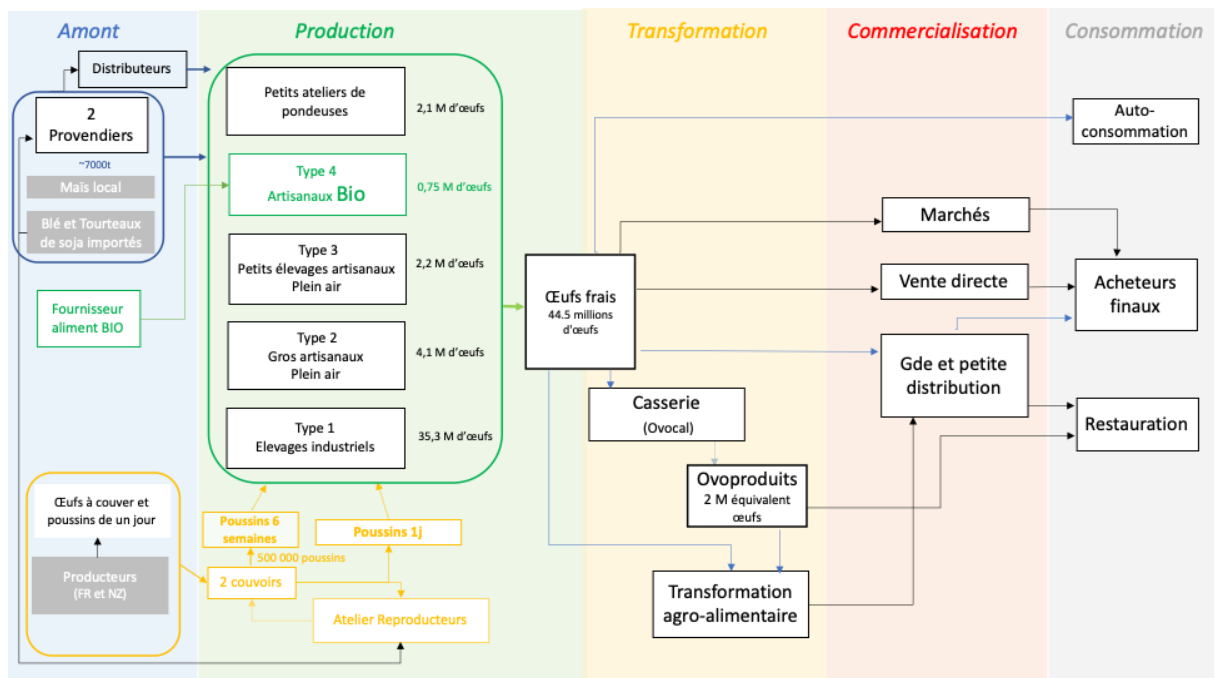 Amont
Production
Transformation
Commercialisation
Consommation
Distributeurs
2
Provendiers
~7000t
Maïs local
Blé et Tourteaux
de soja importés
Fournisseur
aliment BIO
Œufs à couver et
poussins de un jour
Producteurs
(FR et NZ)
Petits ateliers de
pondeuses
2,1 M d'œufs
Type 4
Artisanaux Bio
0,75 M d'œufs
Type 3
Petits élevages artisanaux
Plein air
2,2 M d'œufs
Type 2
Gros artisanaux
Plein air
4,1 M d'œufs
Type 1
Elevages industriels
35,3 M d'œufs
Poussins 6
semaines
Poussins 1j
500 000 poussins
2 couvoirs
Atelier Reproducteurs
Œufs frais
44.5 millions
d'œufs
Casserie
(Ovocal)
Ovoproduits
2 M équivalent
œufs
Transformation
agro-alimentaire
Marchés
Vente directe
Gde et petite
distribution
Auto-
consommation
Acheteurs
finaux
Restauration